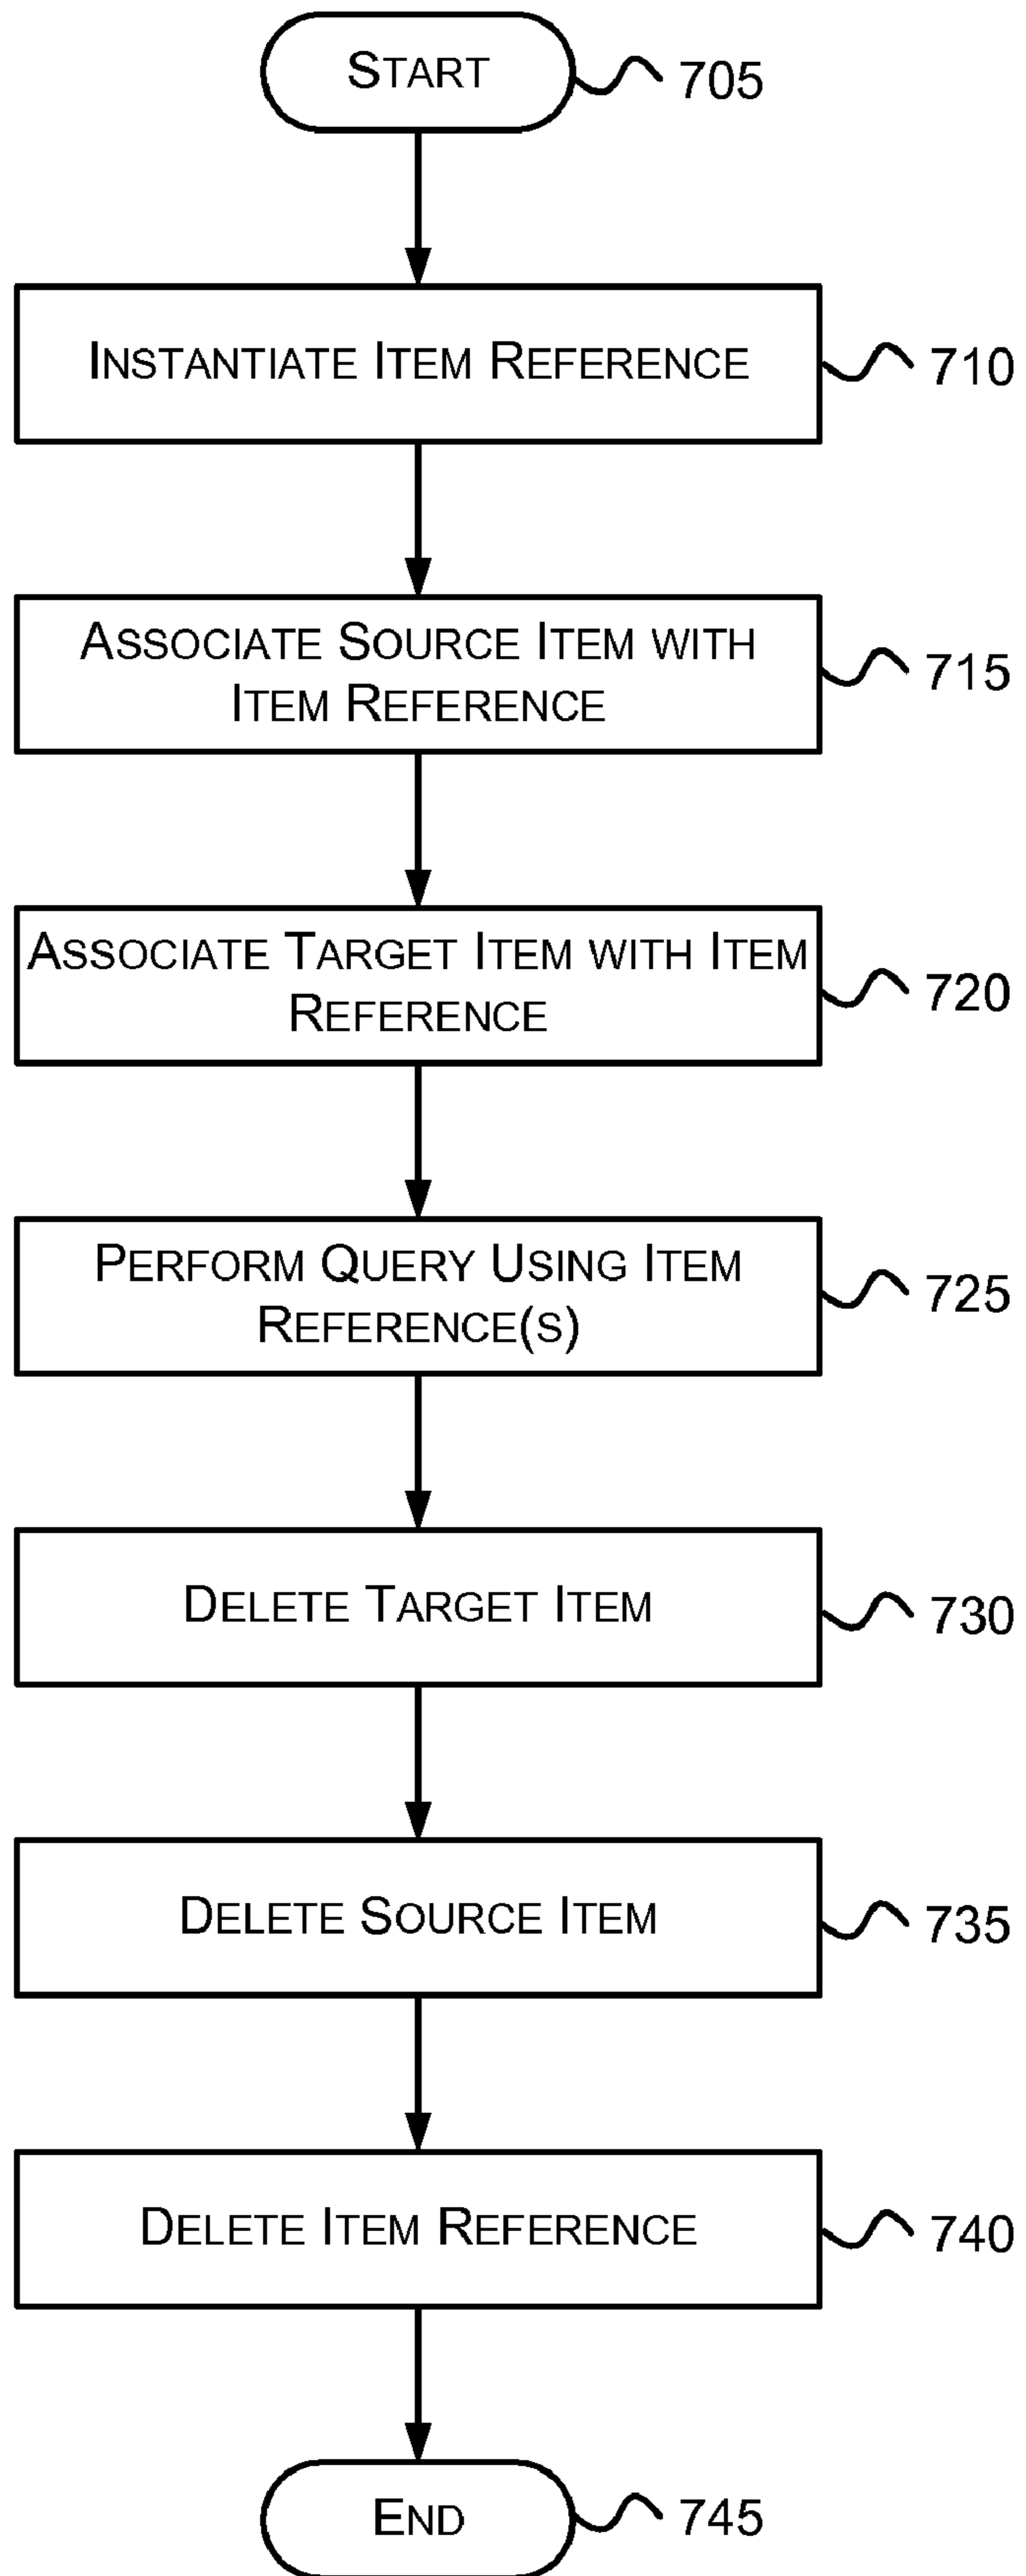 START
705
INSTANTIATE ITEM REFERENCE
710
ASSOCIATE SOURCE ITEM WITH
ITEM REFERENCE
715
ASSOCIATE TARGET ITEM WITH ITEM
REFERENCE
720
PERFORM QUERY USING ITEM
REFERENCE(S)
725
DELETE TARGET ITEM
730
DELETE SOURCE ITEM
735
DELETE ITEM REFERENCE
740
END
745